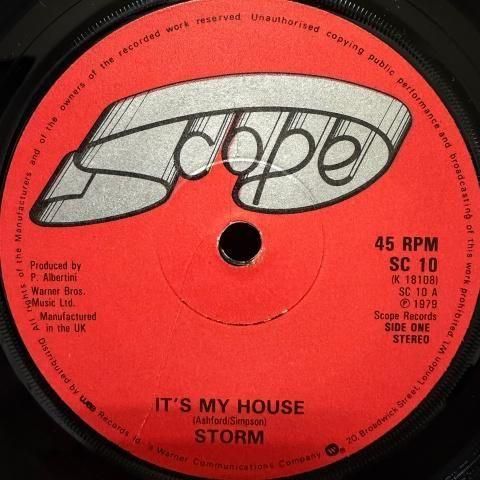 All rights of the Manufacturers and of the owners of the recorded work reserved Unauthorised copying public performance and broadcasting of this work prohibited
Scope
45 RPM
SC 10
(K 18108)
SC 10 A
℗ 1979
Scope Records
SIDE ONE
STEREO
Produced by
P. Albertini
Warner Bros.
Music Ltd.
Manufactured
in the UK
IT'S MY HOUSE
(Ashford/Simpson)
STORM
Distributed by wea Records Ltd. a Warner Communications Company 20, Broadwick Street, London W1